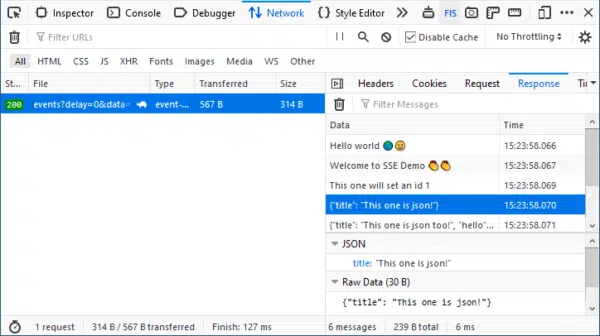 Inspector Console Debugger Network Style Editor FIS
Filter URLs Disable Cache No Throttling
All HTML CSS JS XHR Fonts Images Media WS Other
St... File Type Transferred Size
200 events?delay=0&data= event-... 567 B 314 B
Headers Cookies Request Response
Filter Messages
Data Time
Hello world 🌍😀 15:23:58.066
Welcome to SSE Demo 👏👏 15:23:58.067
This one will set an id 1 15:23:58.069
{"title": "This one is json!"} 15:23:58.070
{"title": "This one is json too!", "hello"... 15:23:58.071
JSON
title: "This one is json!"
Raw Data (30 B)
{"title": "This one is json!"}
1 request 314 B / 567 B transferred Finish: 127 ms 6 messages 239 B total 6 ms